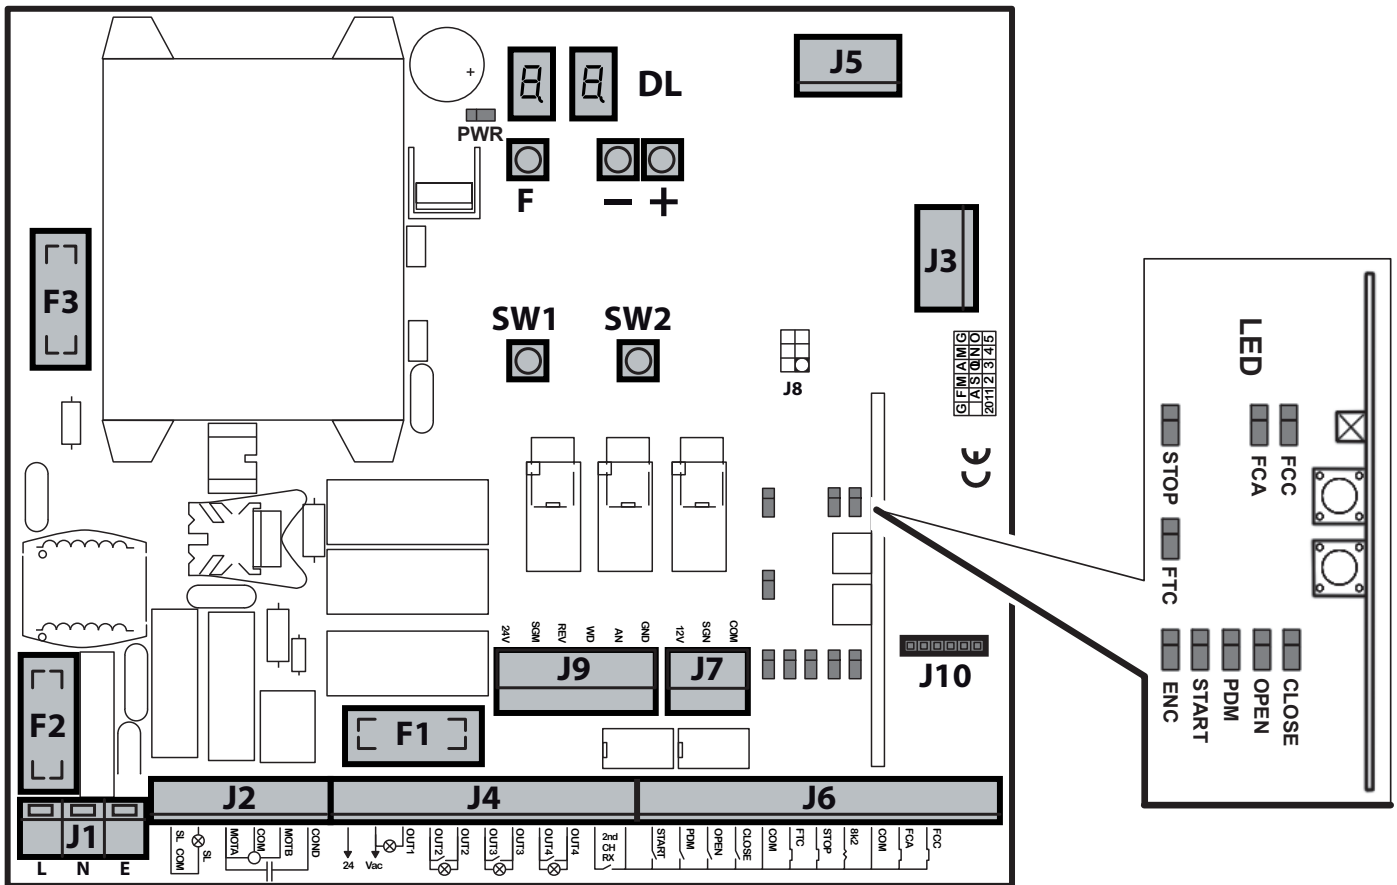 DL
J5
PWR
F
− +
F3
J3
SW1
SW2
J8
G F M A M G
A S O N O
2011 2 3 4 5
CE
LED
STOP
FCA
FCC
FTC
ENC
START
PDM
OPEN
CLOSE
24V
SGM
REV
WD
AN
GND
12V
SGN
COM
J9
J7
J10
F2
F1
J1
J2
J4
J6
L N E
SL COM
SL
MOTA
COM
MOTB
COND
24
Vac
OUT1
OUT2
OUT2
OUT3
OUT3
OUT4
OUT4
2nd
CH
RX
START
PDM
OPEN
CLOSE
COM
FTC
STOP
8k2
COM
FCA
FCC